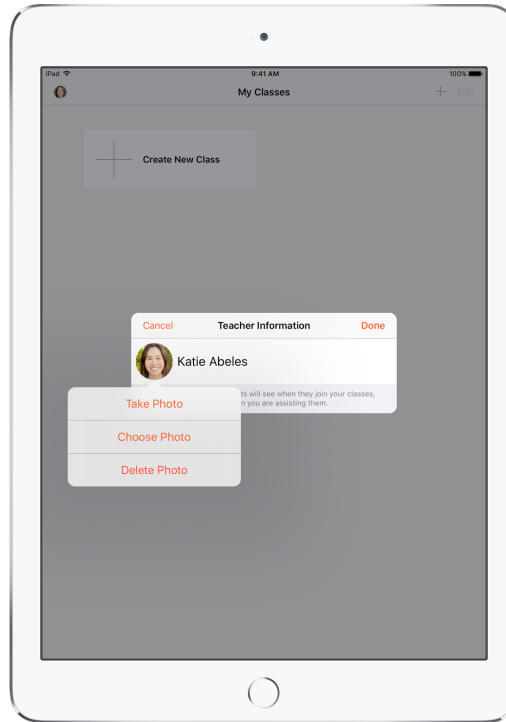 iPad 9:41 AM 100%
My Classes
Edit
Create New Class
Cancel Teacher Information Done
Katie Abeles
will see when they join your classes,
you are assisting them.
Take Photo
Choose Photo
Delete Photo